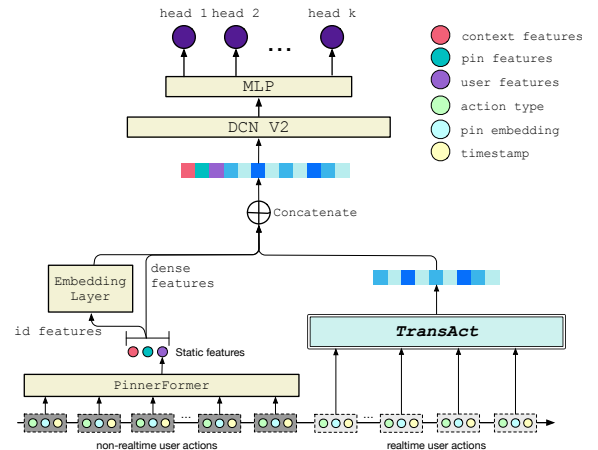 head 1 head 2 head k
...
context features
pin features
user features
action type
pin embedding
timestamp
MLP
DCN V2
Concatenate
dense
features
Embedding
Layer
id features
TransAct
Static features
PinnerFormer
... ...
non-realtime user actions realtime user actions